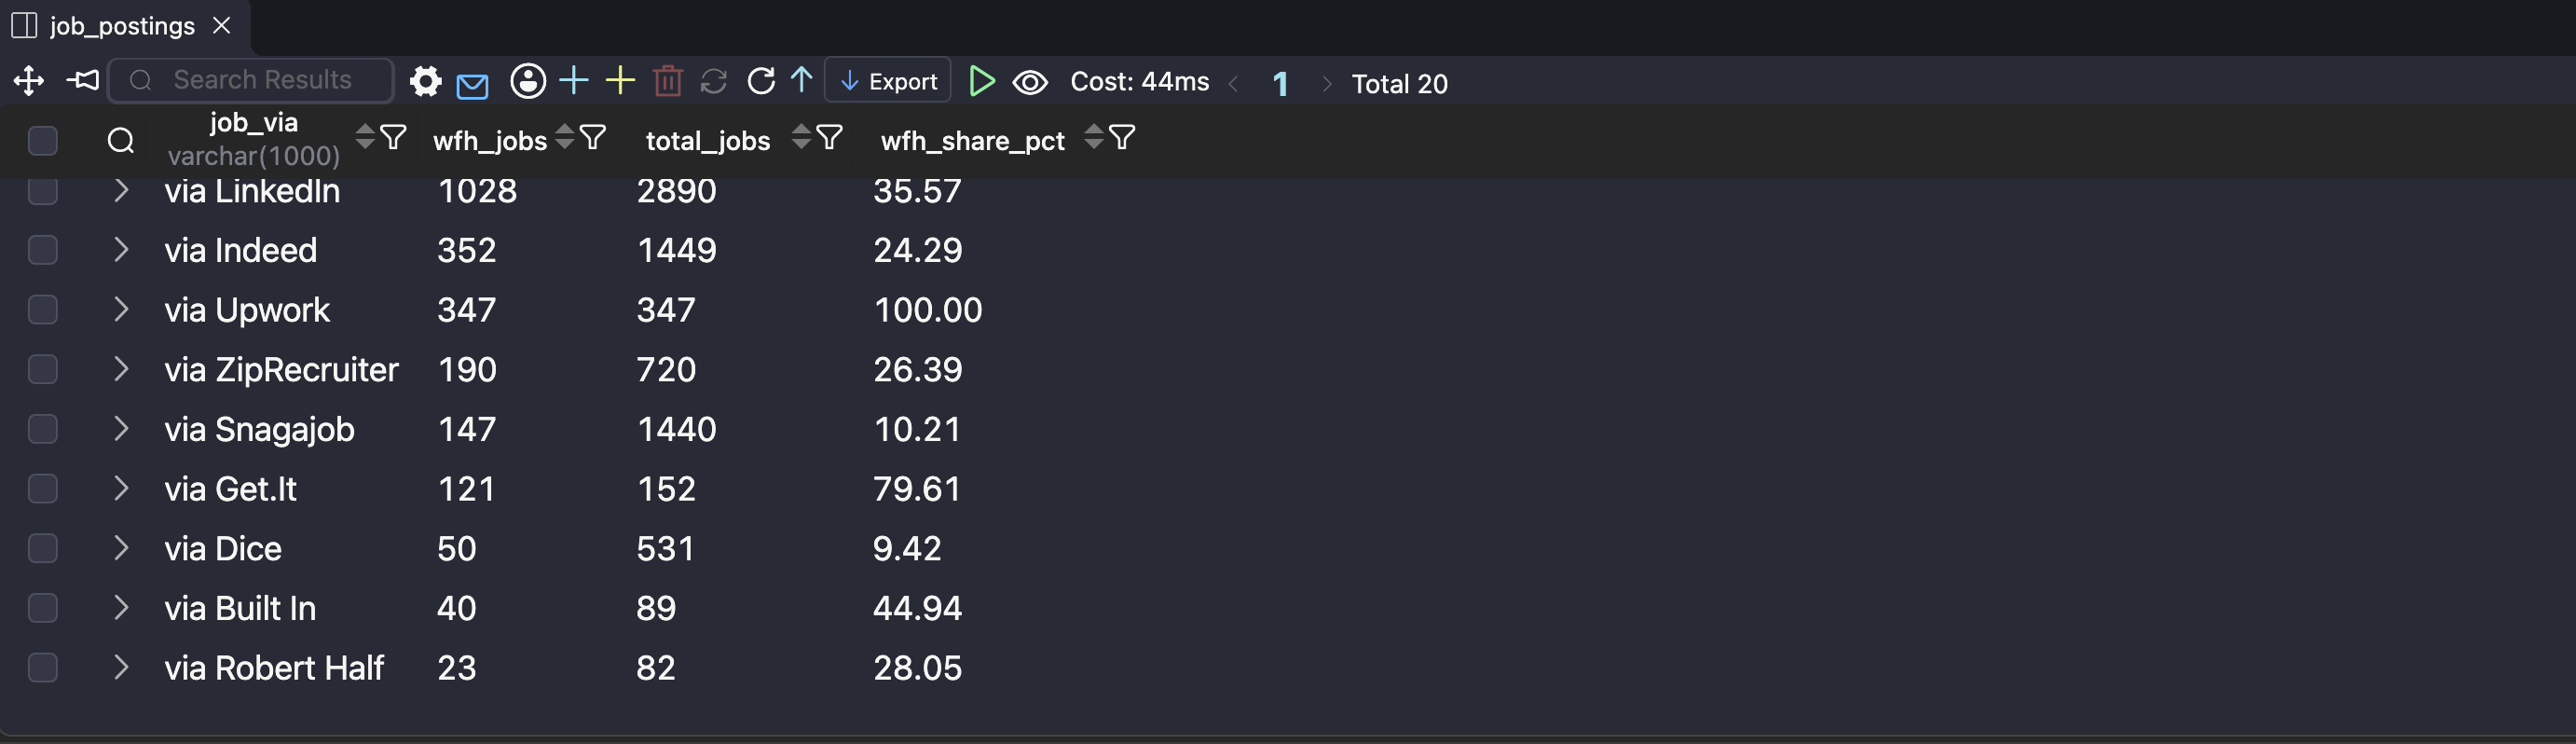 job_postings
Search Results Export Cost: 44ms 1 Total 20
job_via wfh_jobs total_jobs wfh_share_pct
varchar(1000)
via LinkedIn 1028 2890 35.57
via Indeed 352 1449 24.29
via Upwork 347 347 100.00
via ZipRecruiter 190 720 26.39
via Snagajob 147 1440 10.21
via Get.It 121 152 79.61
via Dice 50 531 9.42
via Built In 40 89 44.94
via Robert Half 23 82 28.05